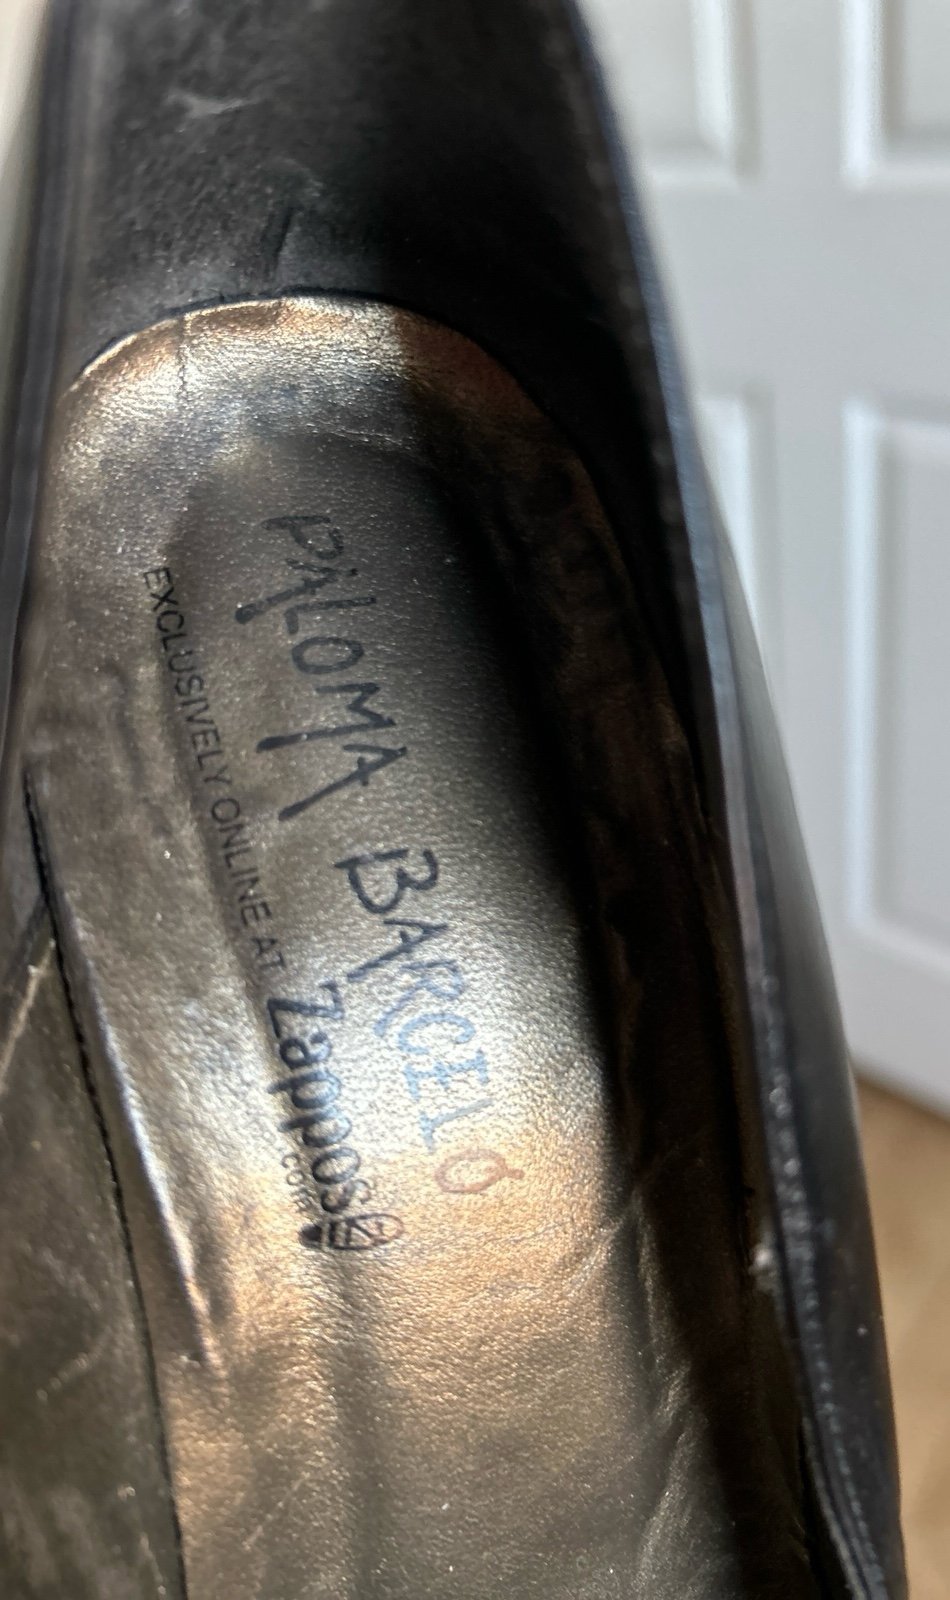 PALOMA BARCELÓ
EXCLUSIVELY ONLINE AT Zappos.com